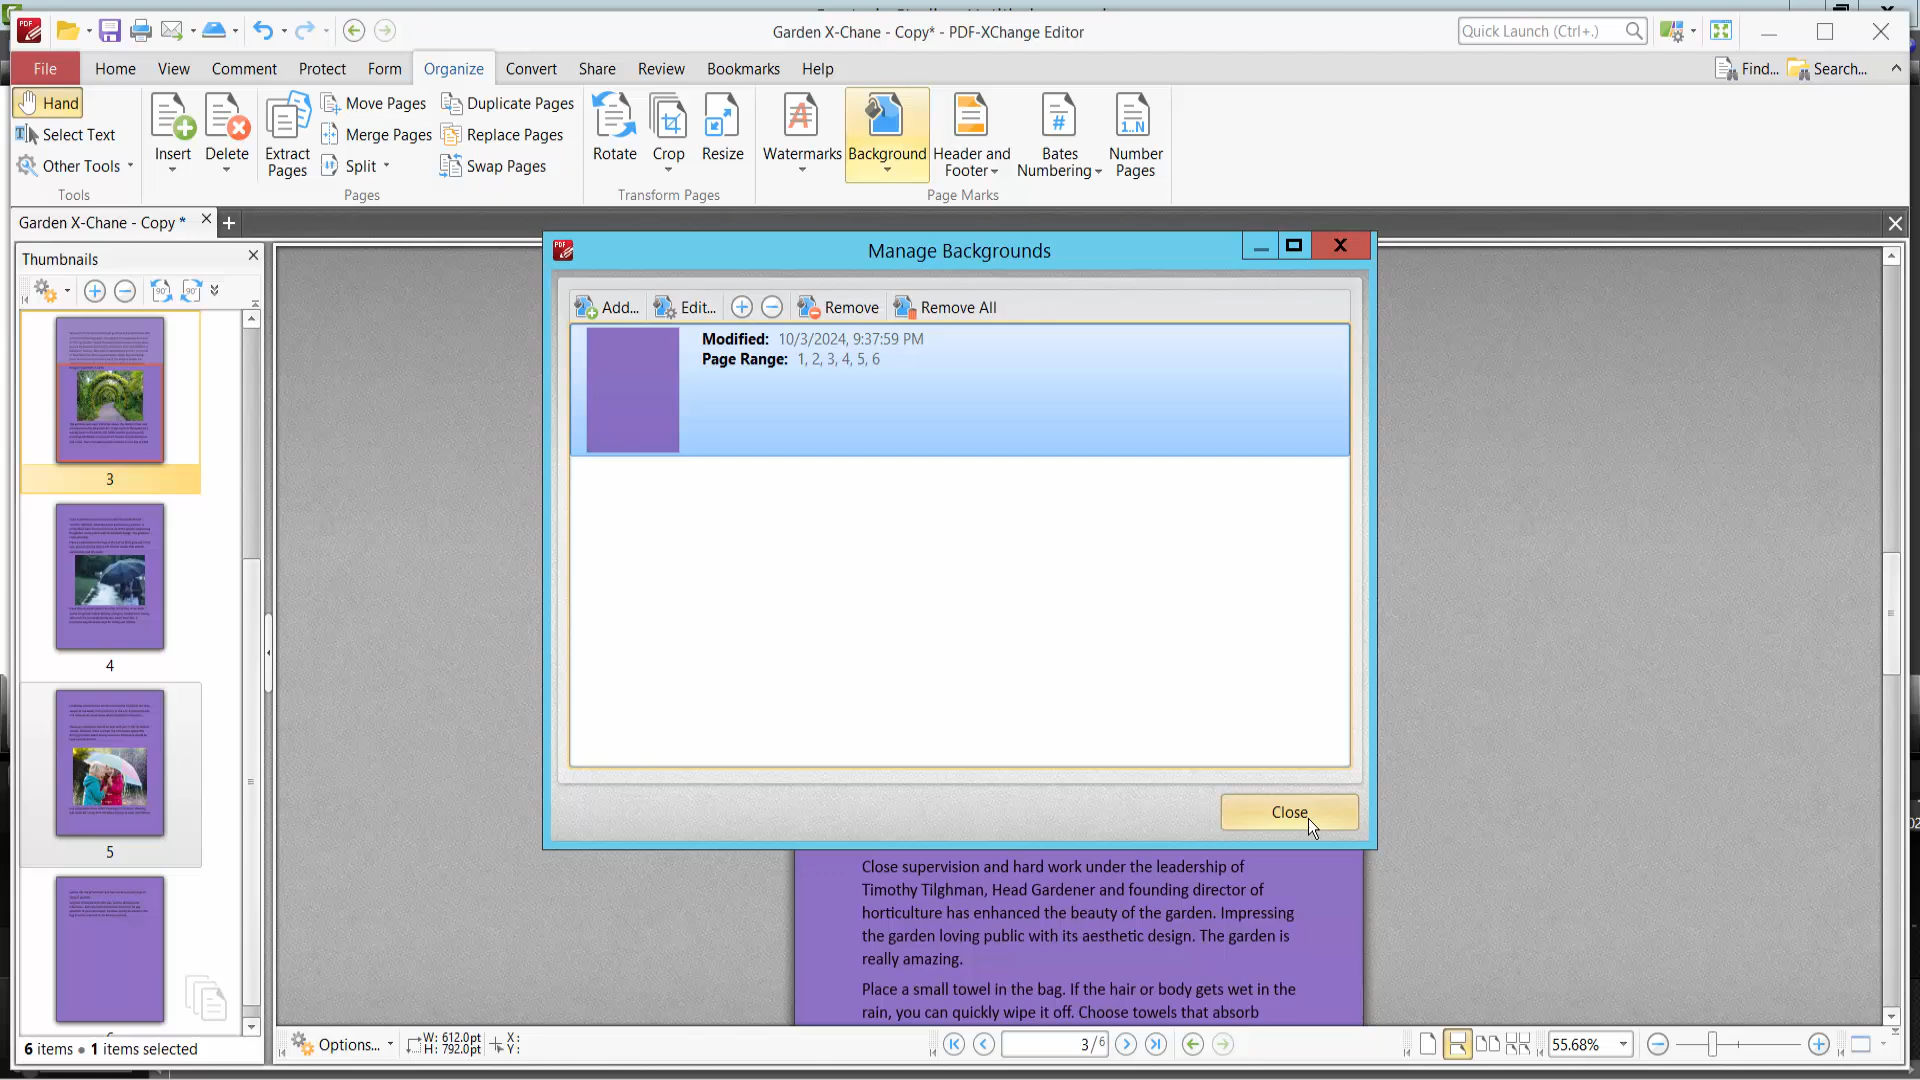 Garden X-Chane - Copy* - PDF-XChange Editor
Quick Launch (Ctrl+.)
File Home View Comment Protect Form Organize Convert Share Review Bookmarks Help
Find... Search...
Hand
Select Text
Other Tools
Tools
Insert
Delete
Extract Pages
Move Pages
Merge Pages
Split
Duplicate Pages
Replace Pages
Swap Pages
Pages
Rotate
Crop
Resize
Transform Pages
Watermarks
Background
Header and Footer
Bates Numbering
Number Pages
Page Marks
Garden X-Chane - Copy *
Thumbnails
3
4
5
6 items • 1 items selected
Manage Backgrounds
Add... Edit... Remove Remove All
Modified: 10/3/2024, 9:37:59 PM
Page Range: 1, 2, 3, 4, 5, 6
Close
Close supervision and hard work under the leadership of
Timothy Tilghman, Head Gardener and founding director of
horticulture has enhanced the beauty of the garden. Impressing
the garden loving public with its aesthetic design. The garden is
really amazing.
Place a small towel in the bag. If the hair or body gets wet in the
rain, you can quickly wipe it off. Choose towels that absorb
Options...
W: 612.0pt
H: 792.0pt
X:
Y:
3/6
55.68%